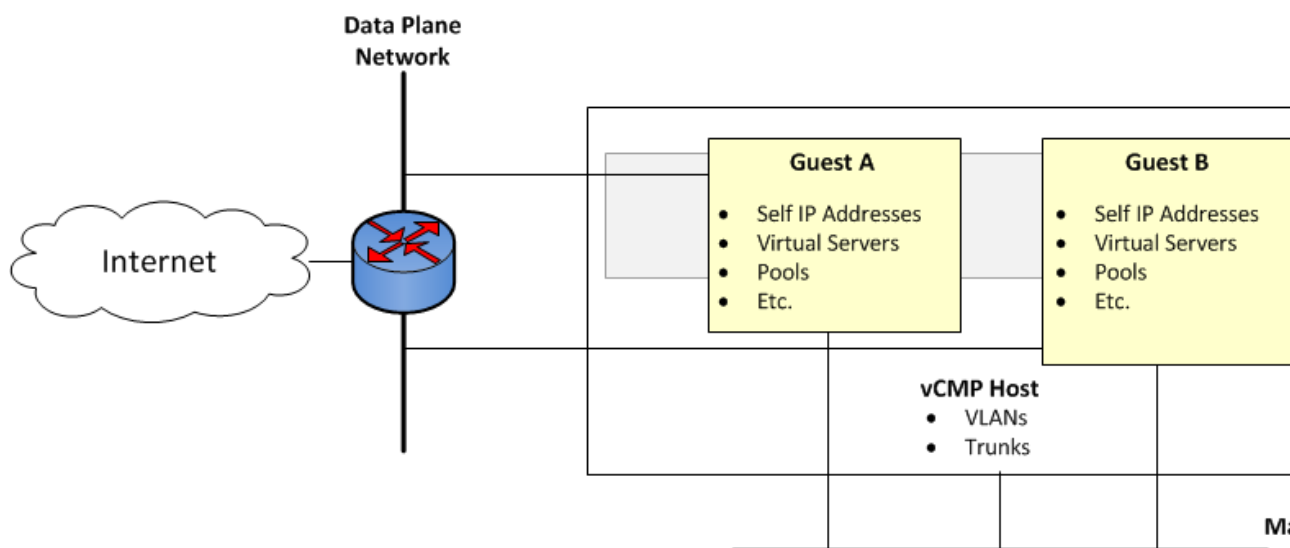 Data Plane
Network
Internet
Guest A
• Self IP Addresses
• Virtual Servers
• Pools
• Etc.
Guest B
• Self IP Addresses
• Virtual Servers
• Pools
• Etc.
vCMP Host
• VLANs
• Trunks
Ma